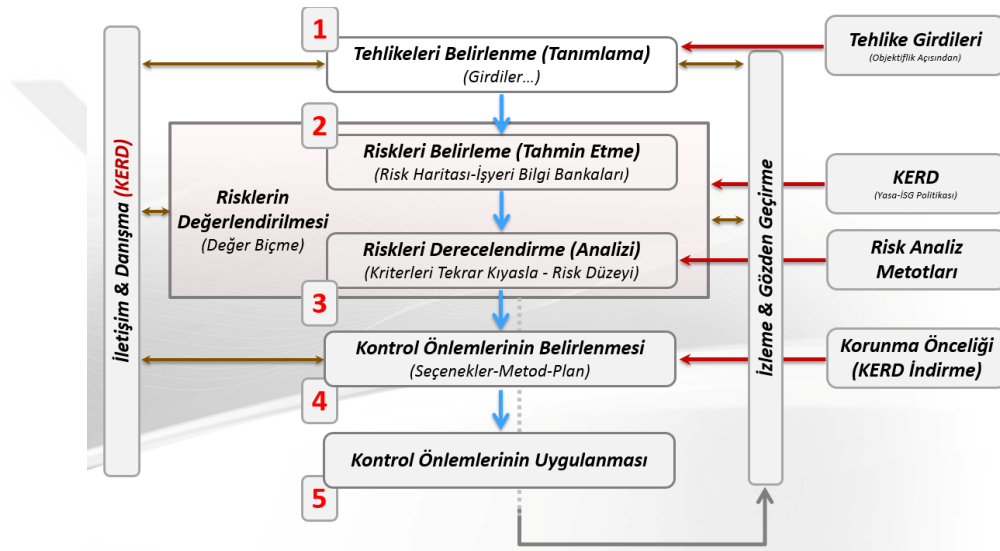 1
Tehlikeleri Belirlenme (Tanımlama)
(Girdiler...)
Tehlike Girdileri
(Objektiflik Açısından)
2
Riskleri Belirleme (Tahmin Etme)
(Risk Haritası-İşyeri Bilgi Bankaları)
Risklerin
Değerlendirilmesi
(Değer Biçme)
KERD
(Yasa-İSG Politikası)
Riskleri Derecelendirme (Analizi)
(Kriterleri Tekrar Kıyasla - Risk Düzeyi)
Risk Analiz
Metotları
3
Kontrol Önlemlerinin Belirlenmesi
(Seçenekler-Metod-Plan)
Korunma Önceliği
(KERD İndirme)
4
Kontrol Önlemlerinin Uygulanması
5
İletişim & Danışma (KERD)
İzleme & Gözden Geçirme